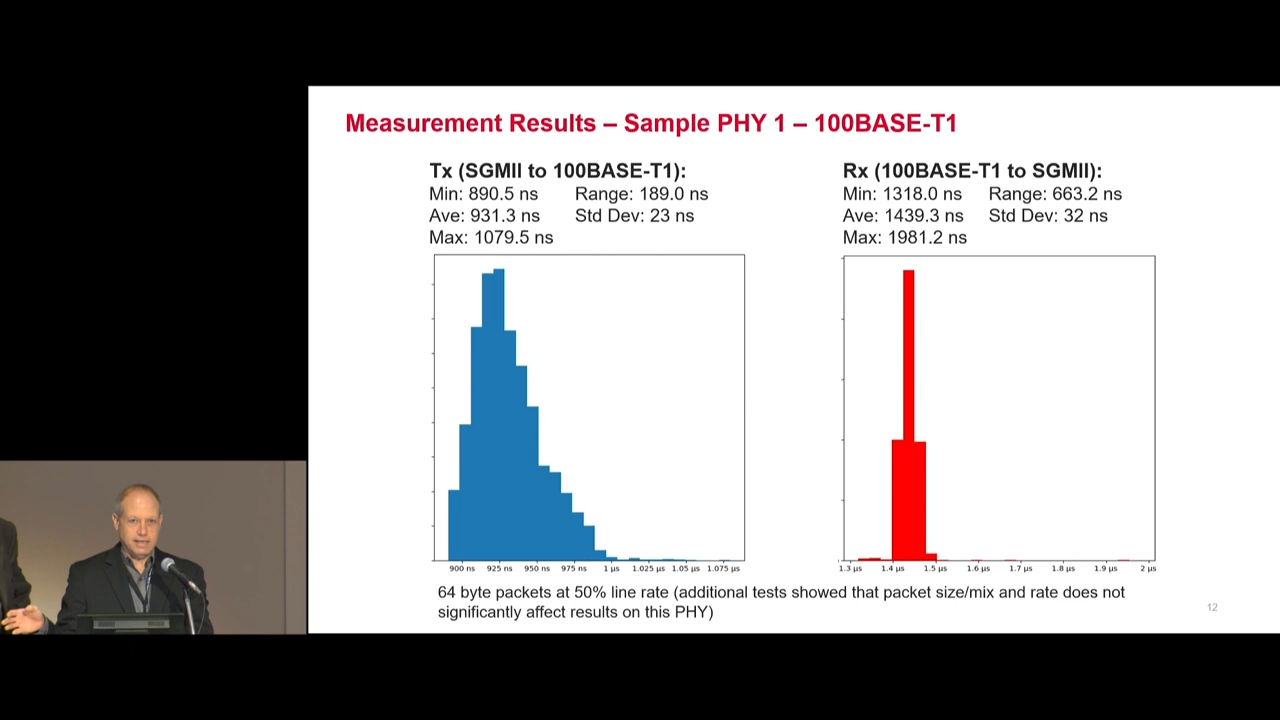 Measurement Results – Sample PHY 1 – 100BASE-T1
Tx (SGMII to 100BASE-T1):
Min: 890.5 ns Range: 189.0 ns
Ave: 931.3 ns Std Dev: 23 ns
Max: 1079.5 ns
Rx (100BASE-T1 to SGMII):
Min: 1318.0 ns Range: 663.2 ns
Ave: 1439.3 ns Std Dev: 32 ns
Max: 1981.2 ns
900 ns 925 ns 950 ns 975 ns 1 µs 1.025 µs 1.05 µs 1.075 µs
1.3 µs 1.4 µs 1.5 µs 1.6 µs 1.7 µs 1.8 µs 1.9 µs 2 µs
64 byte packets at 50% line rate (additional tests showed that packet size/mix and rate does not
significantly affect results on this PHY)
12